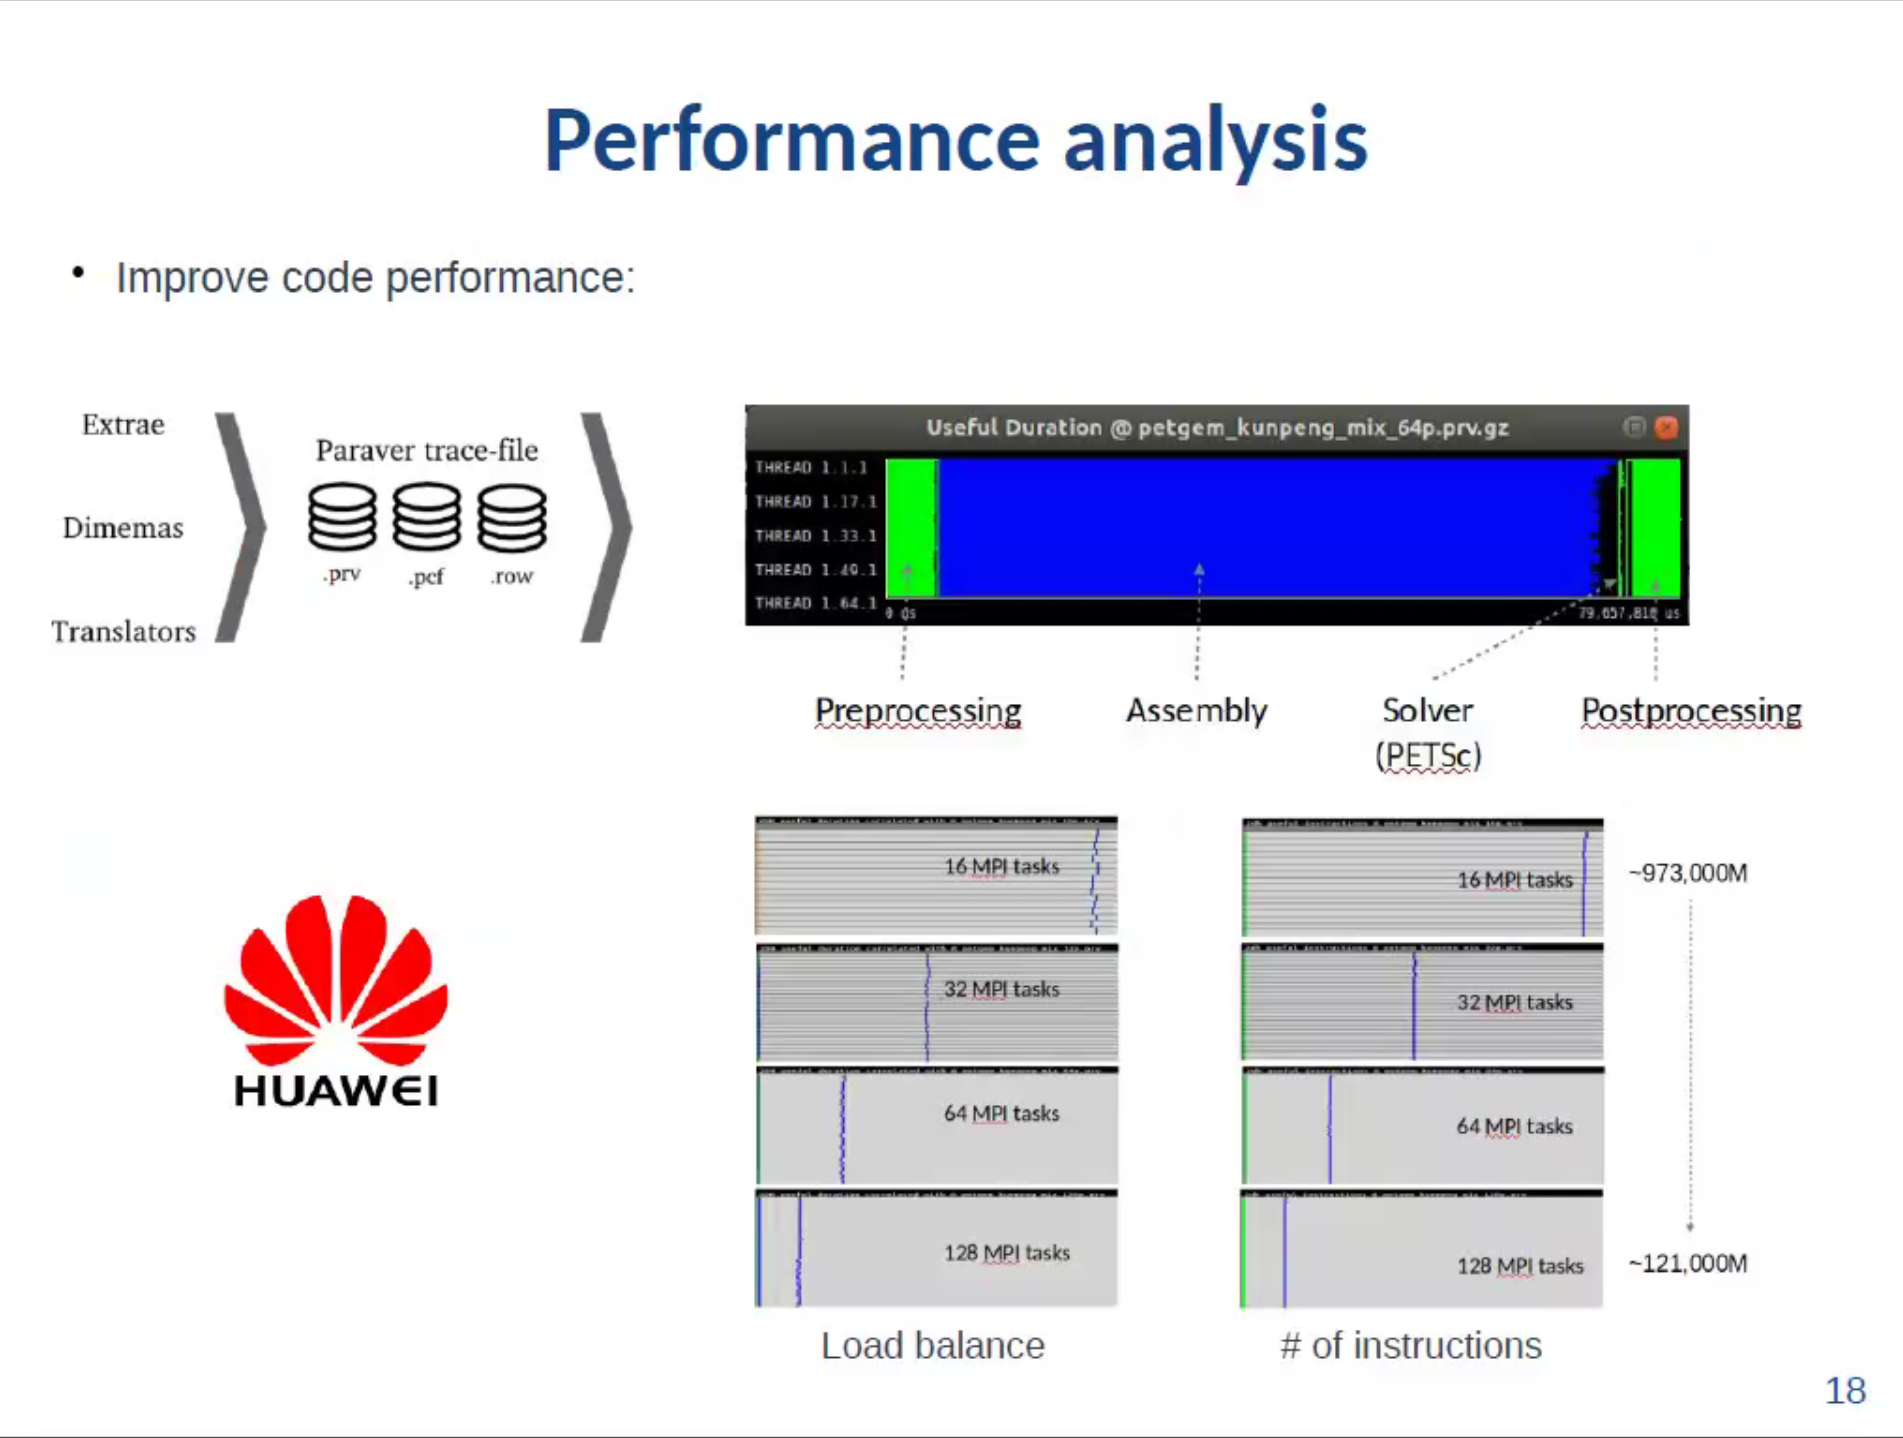 Performance analysis
• Improve code performance:
Extrae
Dimemas
Translators
Paraver trace-file
.prv .pcf .row
Useful Duration @ petgem_kunpeng_mix_64p.prv.gz
THREAD 1.1.1
THREAD 1.17.1
THREAD 1.33.1
THREAD 1.49.1
THREAD 1.64.1
79,657,816 us
Preprocessing Assembly Solver Postprocessing
(PETSc)
HUAWEI
16 MPI tasks
32 MPI tasks
64 MPI tasks
128 MPI tasks
Load balance
16 MPI tasks
32 MPI tasks
64 MPI tasks
128 MPI tasks
# of instructions
~973,000M
~121,000M
18